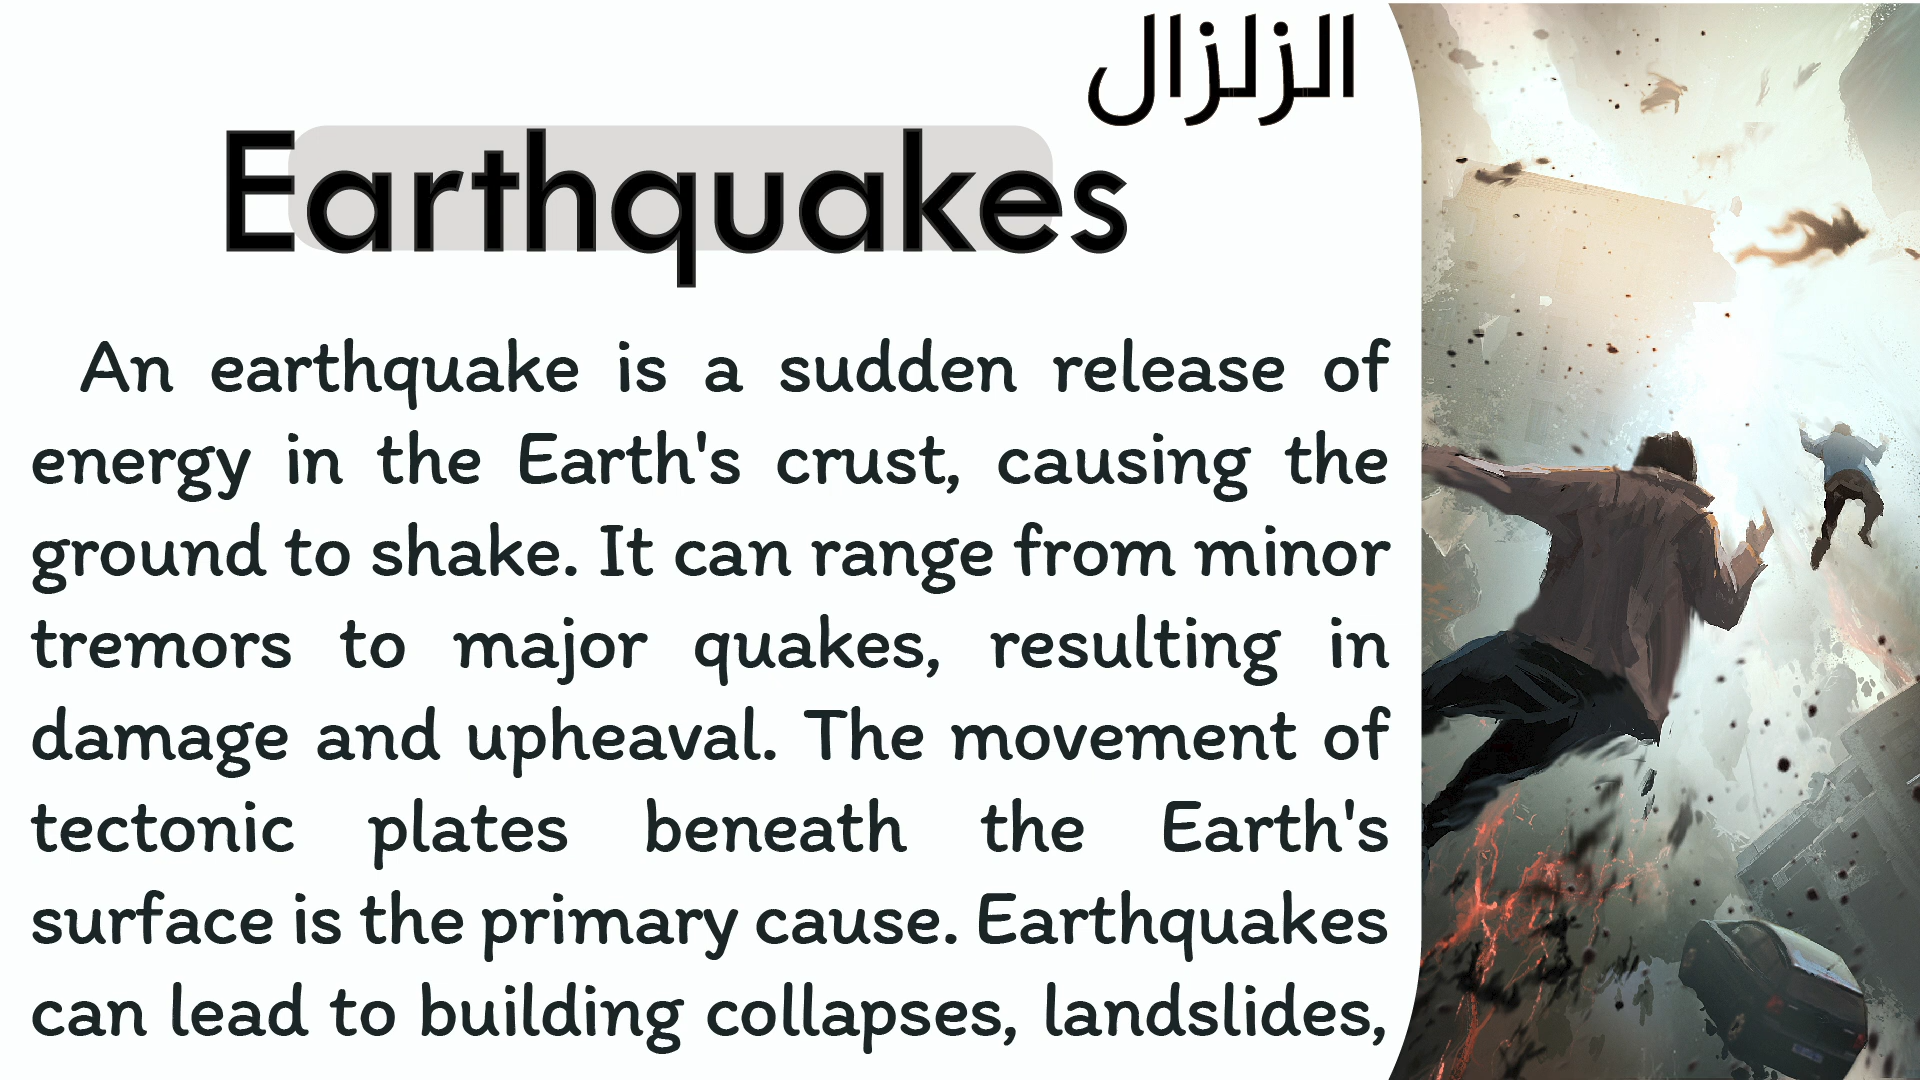 الزلزال
Earthquakes
An earthquake is a sudden release of
energy in the Earth's crust, causing the
ground to shake. It can range from minor
tremors to major quakes, resulting in
damage and upheaval. The movement of
tectonic plates beneath the Earth's
surface is the primary cause. Earthquakes
can lead to building collapses, landslides,